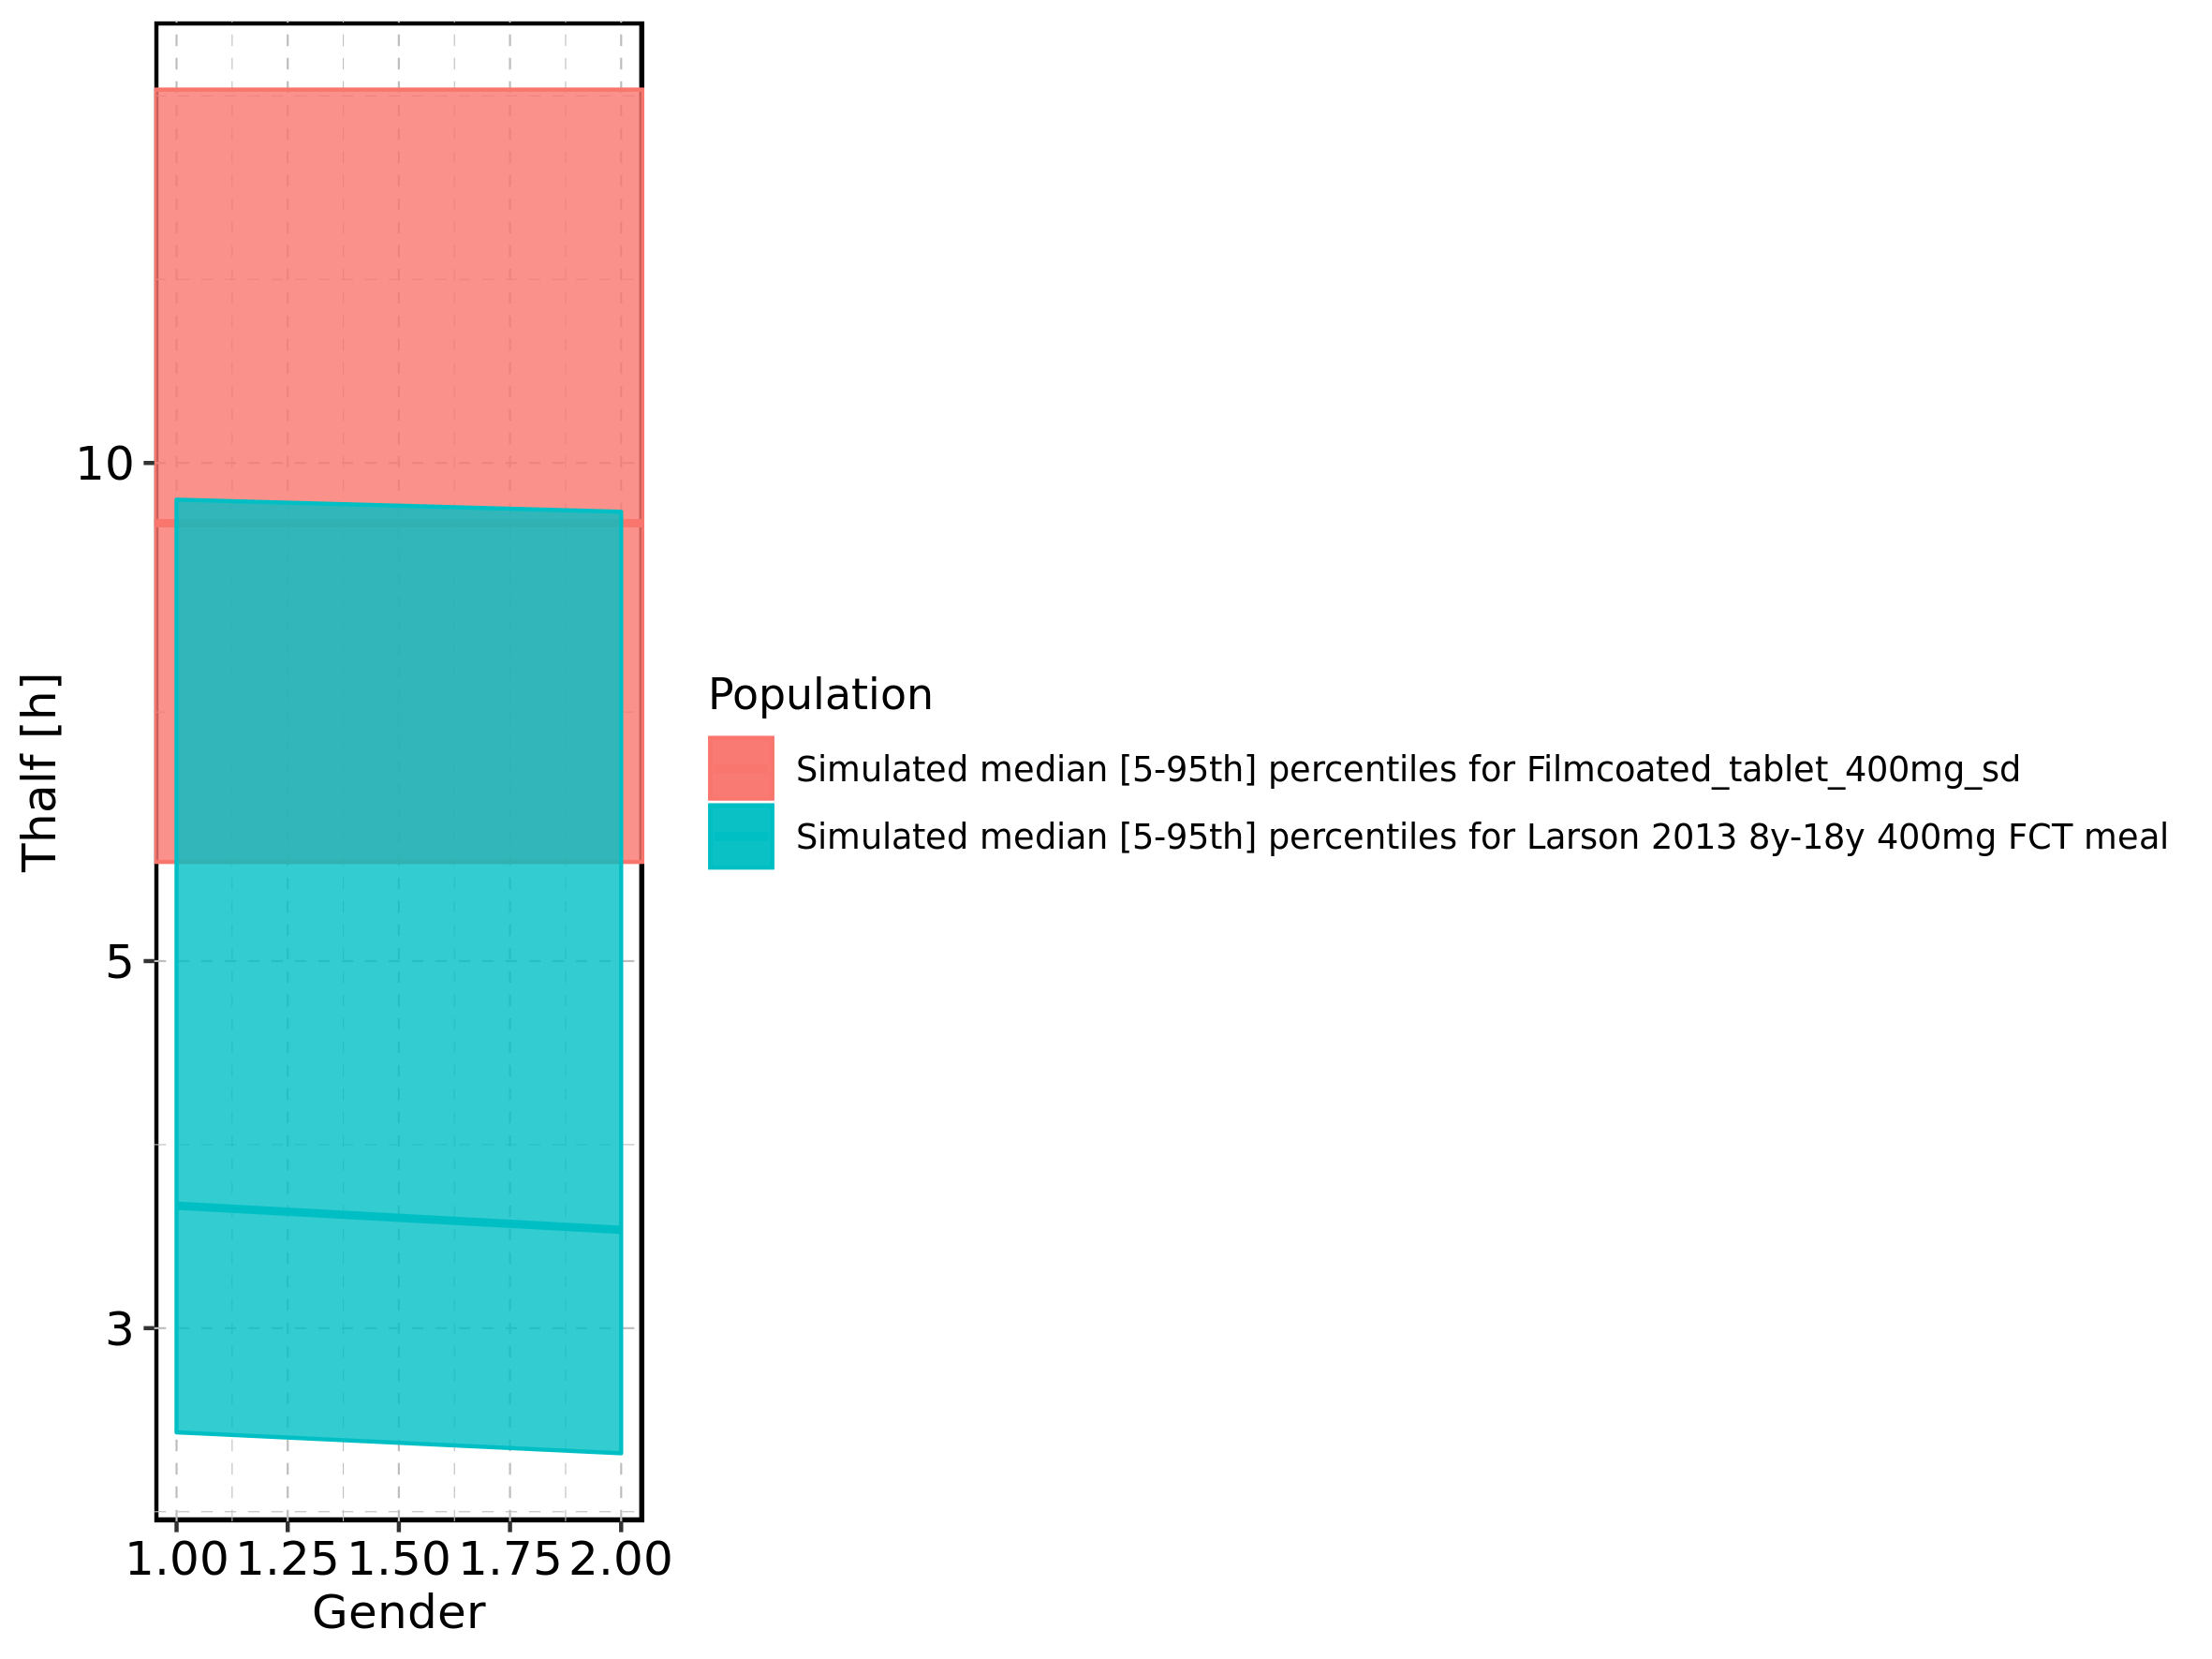 10
5
3
Thalf [h]
1.00 1.25 1.50 1.75 2.00
Gender
Population
Simulated median [5-95th] percentiles for Filmcoated_tablet_400mg_sd
Simulated median [5-95th] percentiles for Larson 2013 8y-18y 400mg FCT meal